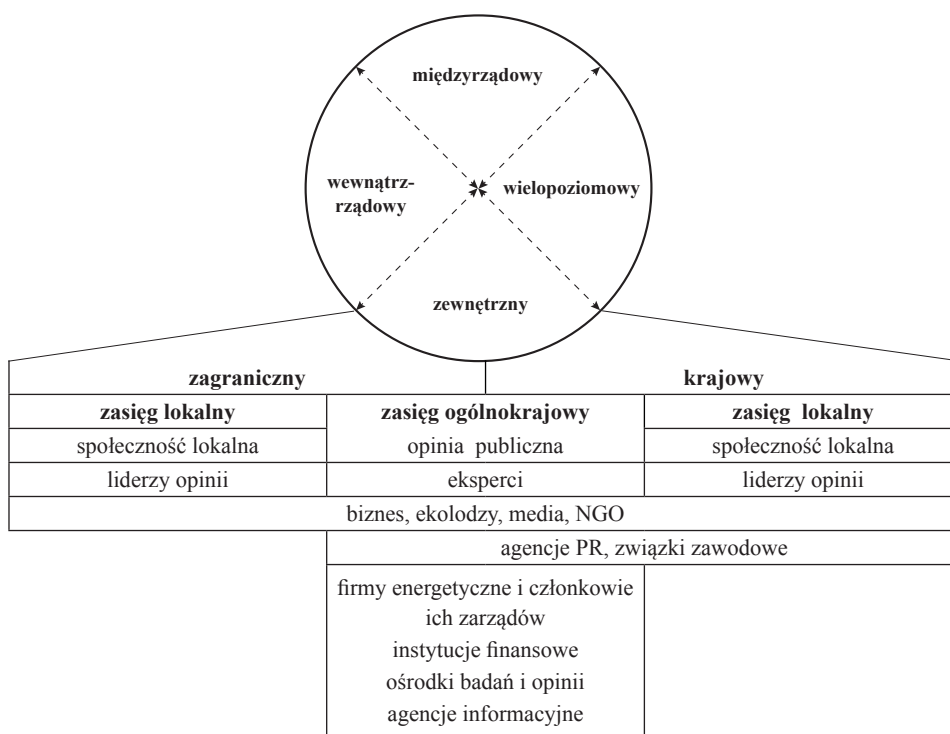 międzyrządowy
wewnątrz-
rządowy
wielopoziomowy
zewnętrzny
zagraniczny
krajowy
zasięg lokalny
zasięg ogólnokrajowy
zasięg lokalny
społeczność lokalna
opinia publiczna
społeczność lokalna
liderzy opinii
eksperci
liderzy opinii
biznes, ekolodzy, media, NGO
agencje PR, związki zawodowe
firmy energetyczne i członkowie
ich zarządów
instytucje finansowe
ośrodki badań i opinii
agencje informacyjne